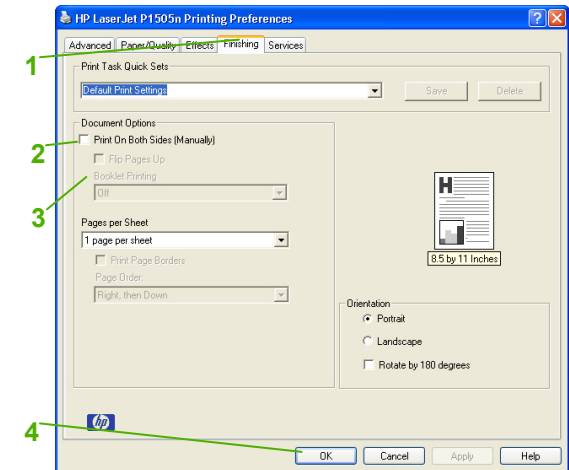 HP LaserJet P1505n Printing Preferences
Advanced Paper/Quality Effects Finishing Services
1
Print Task Quick Sets
Default Print Settings Save Delete
Document Options
2 Print On Both Sides (Manually)
Flip Pages Up
Booklet Printing
3 Off
H
Pages per Sheet
1 page per sheet
8.5 by 11 Inches
Print Page Borders
Page Order:
Right, then Down
Orientation
Portrait
Landscape
Rotate by 180 degrees
hp
4
OK Cancel Apply Help